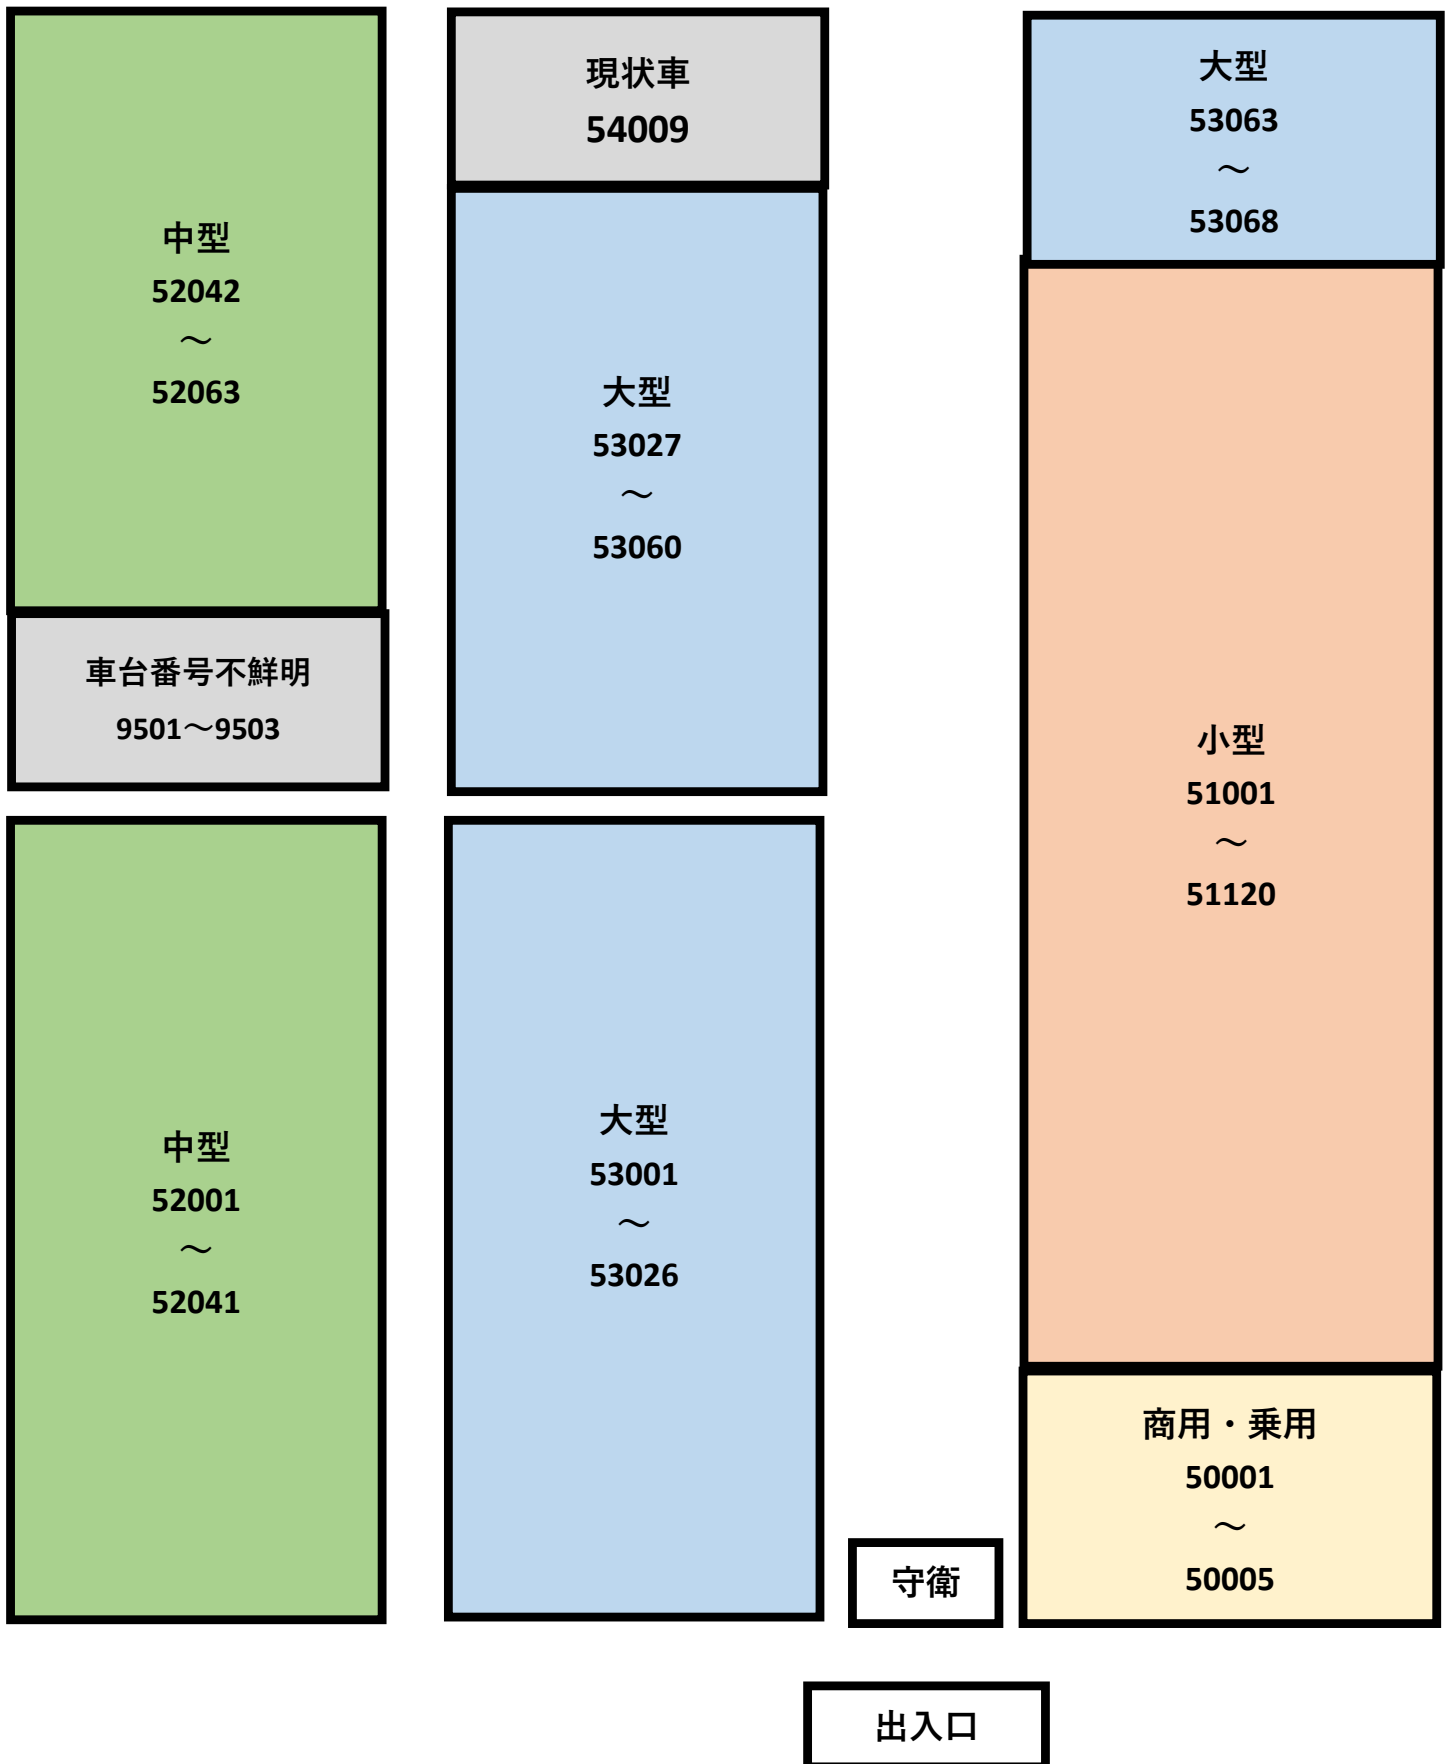 中型
52042
～
52063
車台番号不鮮明
9501～9503
中型
52001
～
52041
現状車
54009
大型
53027
～
53060
大型
53001
～
53026
大型
53063
～
53068
小型
51001
～
51120
商用・乗用
50001
～
50005
守衛
出入口